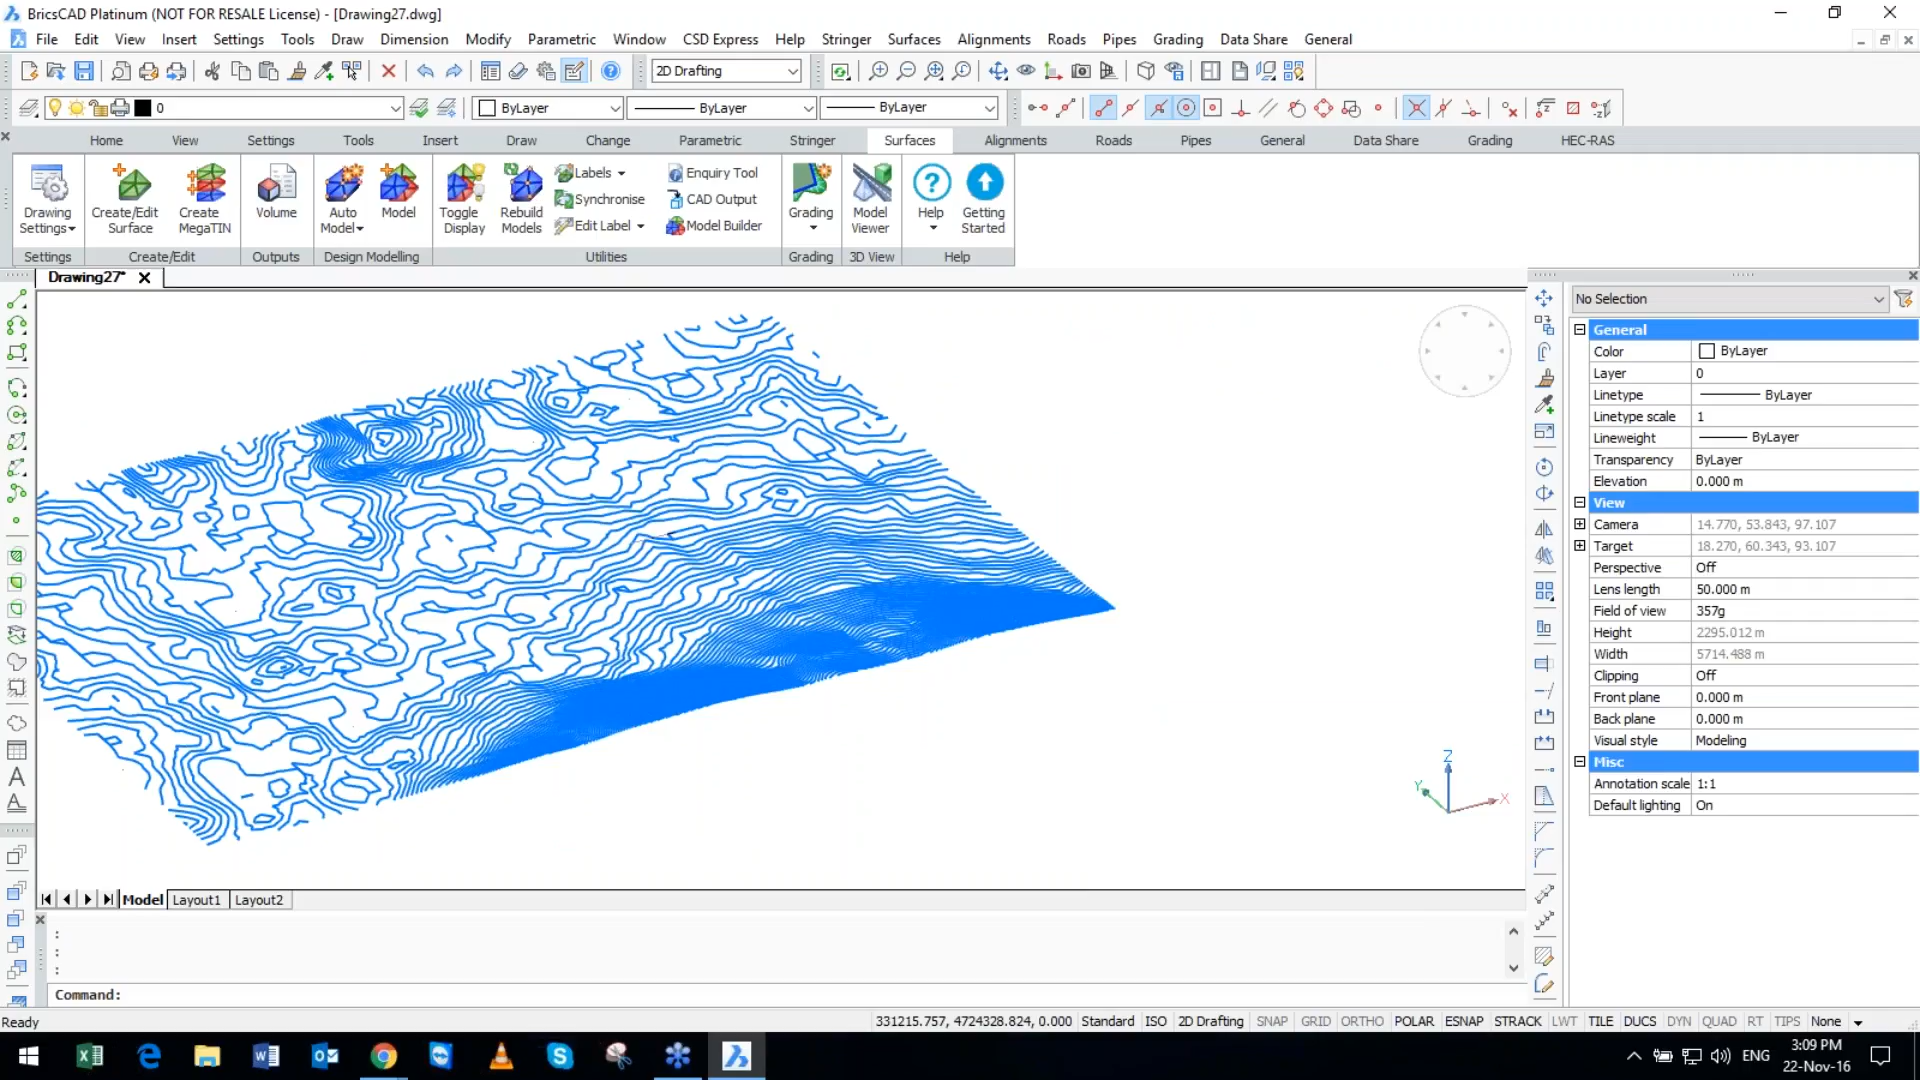 BricsCAD Platinum (NOT FOR RESALE License) - [Drawing27.dwg]
File Edit View Insert Settings Tools Draw Dimension Modify Parametric Window CSD Express Help Stringer Surfaces Alignments Roads Pipes Grading Data Share General
2D Drafting
0 ByLayer ByLayer ByLayer
Home View Settings Tools Insert Draw Change Parametric Stringer Surfaces Alignments Roads Pipes General Data Share Grading HEC-RAS
Labels Enquiry Tool
Synchronise CAD Output
Drawing Create/Edit Create Volume Auto Model Toggle Rebuild Grading Model Help Getting
Settings Surface MegaTIN Model Display Models Edit Label Model Builder Viewer Started
Settings Create/Edit Outputs Design Modelling Utilities Grading 3D View Help
Drawing27*
No Selection
General
Color ByLayer
Layer 0
Linetype ByLayer
Linetype scale 1
Lineweight ByLayer
Transparency ByLayer
Elevation 0.000 m
View
Camera 14.770, 53.843, 97.107
Target 18.270, 60.343, 93.107
Perspective Off
Lens length 50.000 m
Field of view 357g
Height 2295.012 m
Width 5714.488 m
Clipping Off
Front plane 0.000 m
Back plane 0.000 m
Visual style Modeling
Misc
Annotation scale 1:1
Default lighting On
Z
Y X
Model Layout1 Layout2
:
:
:
Command:
Ready 331215.757, 4724328.824, 0.000 Standard ISO 2D Drafting SNAP GRID ORTHO POLAR ESNAP STRACK LWT TILE DUCS DYN QUAD RT TIPS None
ENG 3:09 PM
22-Nov-16